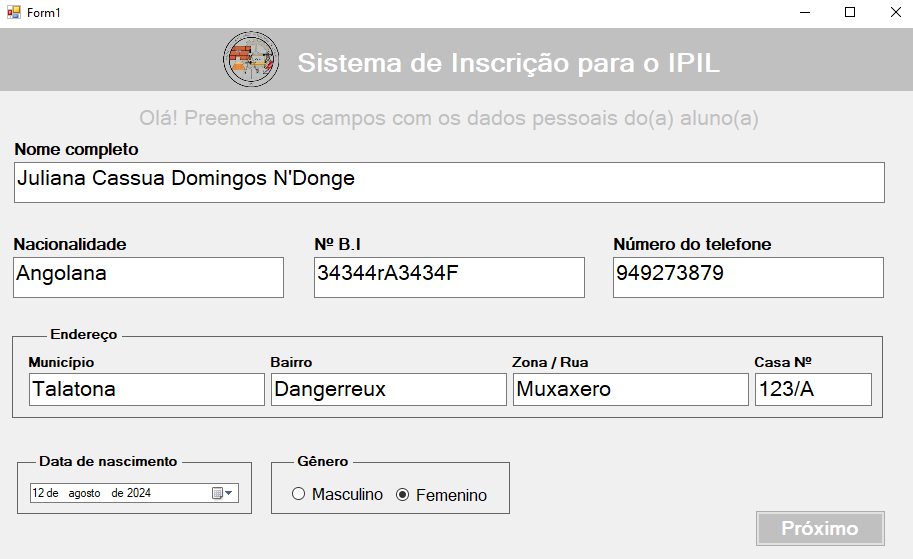 Form1
Sistema de Inscrição para o IPIL
Olá! Preencha os campos com os dados pessoais do(a) aluno(a)
Nome completo
Juliana Cassua Domingos N'Donge
Nacionalidade Nº B.I Número do telefone
Angolana 34344rA3434F 949273879
Endereço
Município Bairro Zona / Rua Casa Nº
Talatona Dangerreux Muxaxero 123/A
Data de nascimento Gênero
12 de agosto de 2024 Masculino Femenino
Próximo